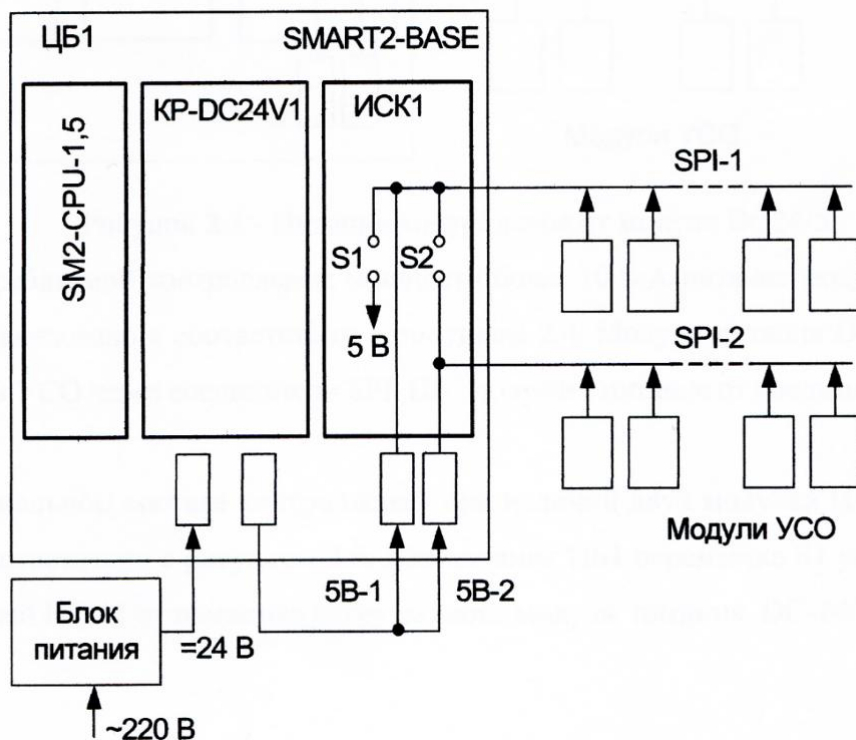 ЦБ1
SMART2-BASE
SM2-CPU-1,5
КР-DC24V1
ИСК1
S1
S2
5 В
SPI-1
SPI-2
Модули УСО
5В-1
5В-2
Блок
питания
=24 В
~220 В